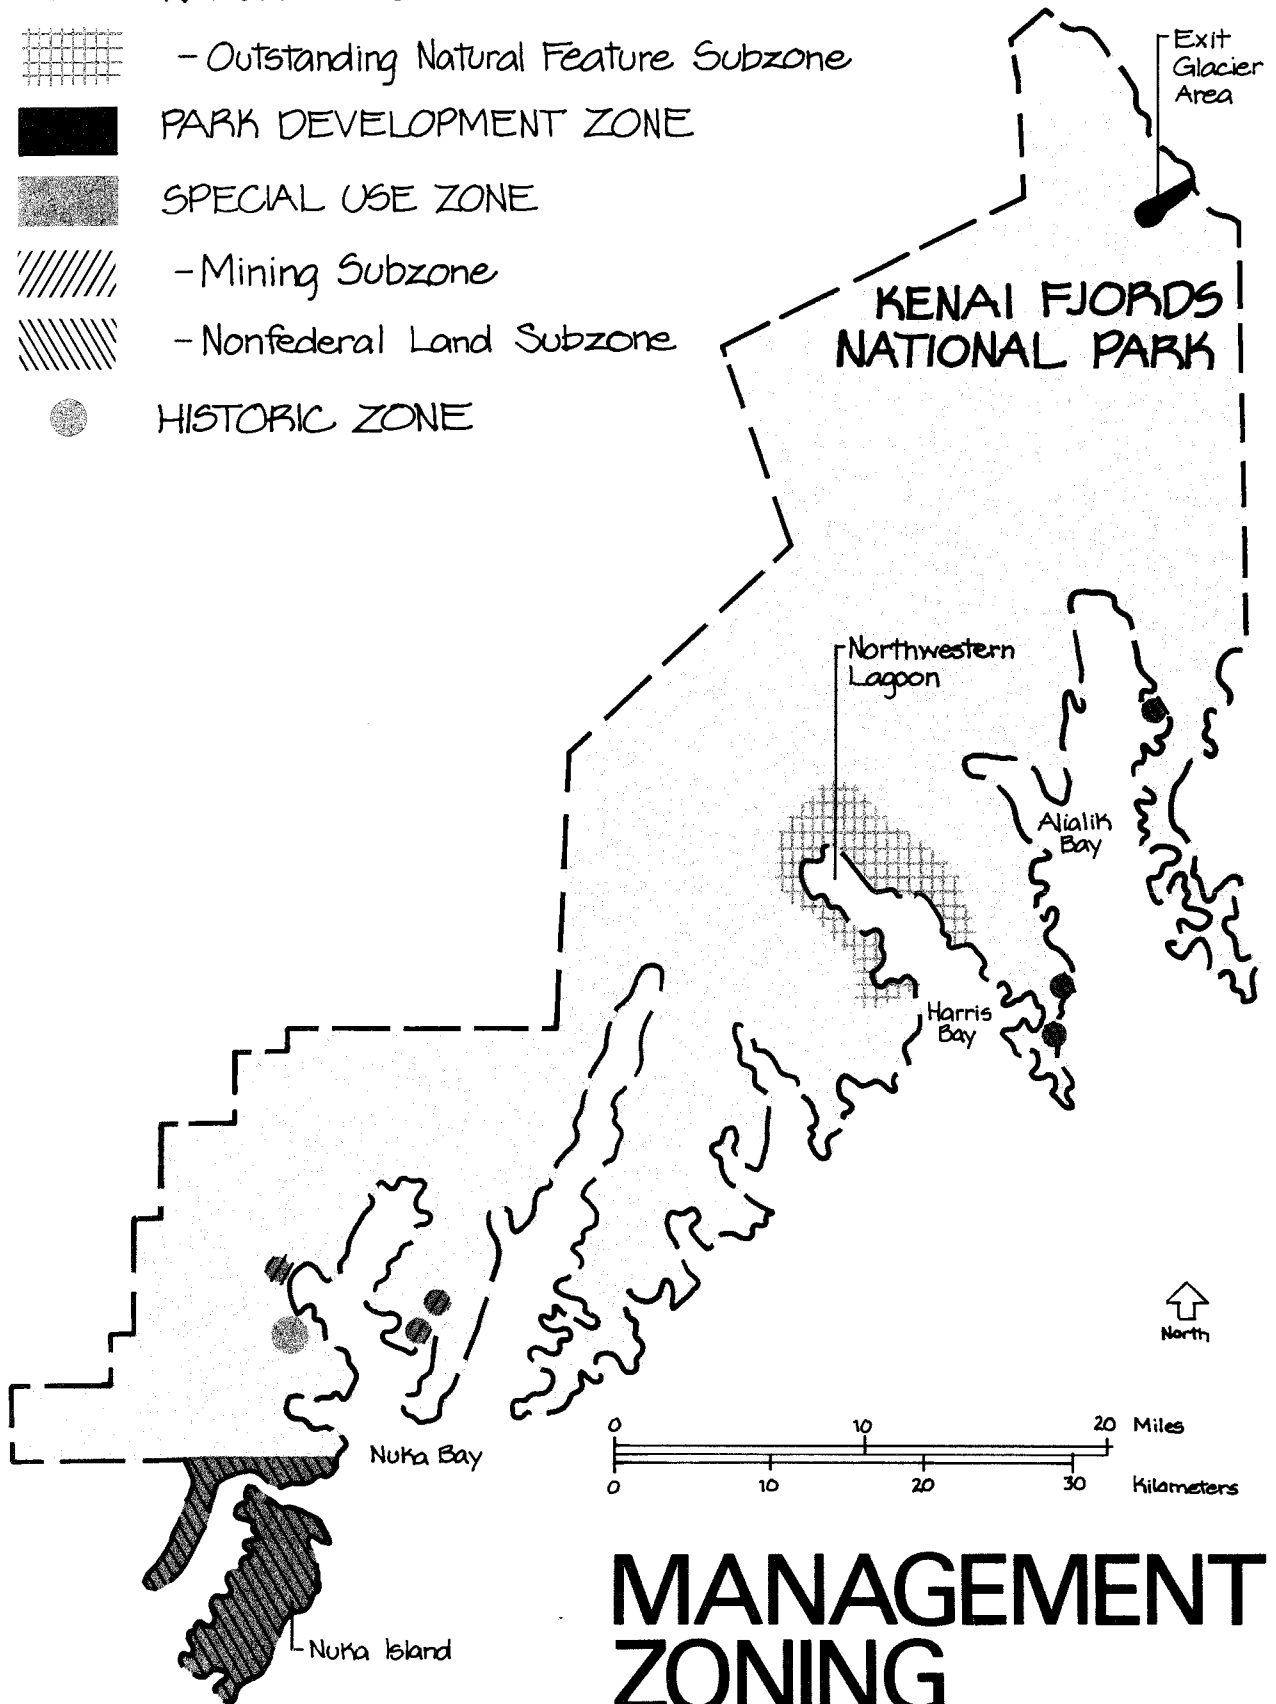 - Outstanding Natural Feature Subzone
PARK DEVELOPMENT ZONE
SPECIAL USE ZONE
- Mining Subzone
- Nonfederal Land Subzone
HISTORIC ZONE
Exit
Glacier
Area
KENAI FJORDS
NATIONAL PARK
Northwestern
Lagoon
Aialik
Bay
Harris
Bay
North
Nuka Bay
0 10 20 Miles
0 10 20 30 Kilometers
Nuka Island
MANAGEMENT
ZONING